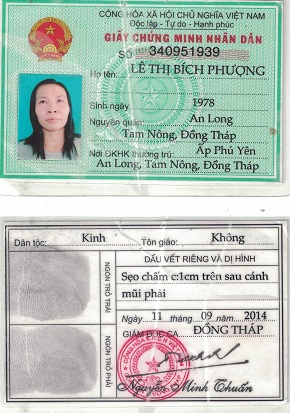 CỘNG HÒA XÃ HỘI CHỦ NGHĨA VIỆT NAM
Độc lập - Tự do - Hạnh phúc
GIẤY CHỨNG MINH NHÂN DÂN
SỐ 340951939
Họ tên: LÊ THỊ BÍCH PHƯỢNG
Sinh ngày 1978
Nguyên quán: An Long
Tam Nông, Đồng Tháp
Nơi ĐKHK thường trú: Ấp Phú Yên
An Long, Tam Nông, Đồng Tháp
Dân tộc: Kinh Tôn giáo: Không
DẤU VẾT RIÊNG VÀ DỊ HÌNH
Sẹo chấm c:1cm trên sau cánh
mũi phải
Ngày 11 tháng 09 năm 2014
GIÁM ĐỐC CA ĐỒNG THÁP
Nguyễn Minh Thuấn
NGÓN TRỎ TRÁI
NGÓN TRỎ PHẢI